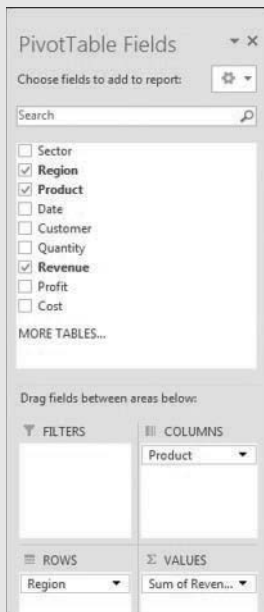 PivotTable Fields
Choose fields to add to report:
Search
Sector
Region
Product
Date
Customer
Quantity
Revenue
Profit
Cost
MORE TABLES...
Drag fields between areas below:
FILTERS
COLUMNS
Product
ROWS
Σ VALUES
Region
Sum of Reven...